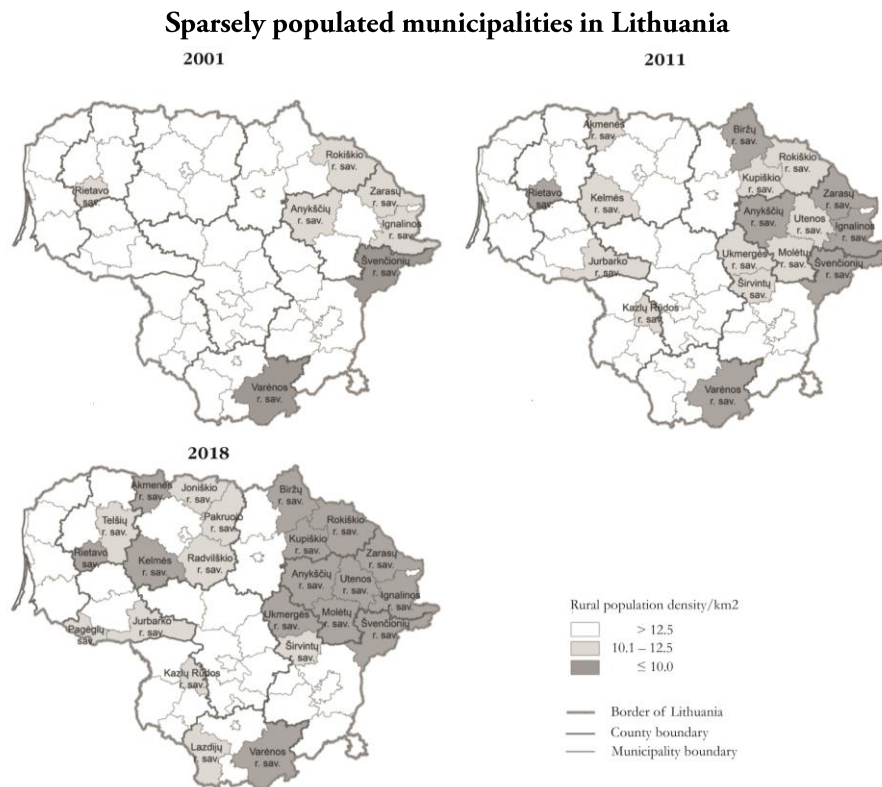 Sparsely populated municipalities in Lithuania
2001
Rokiškio
r. sav.
Rietavo
sav.
Zarasų
r. sav.
Anykščių
r. sav.
Ignalinos
r. sav.
Švenčionių
r. sav.
Varėnos
r. sav.
2011
Akmenės
r. sav.
Biržų
r. sav.
Rokiškio
r. sav.
Kupiškio
r. sav.
Rietavo
sav.
Kelmės
r. sav.
Zarasų
r. sav.
Anykščių
r. sav.
Utenos
r. sav.
Ignalinos
r. sav.
Ukmergės
r. sav.
Molėtų
r. sav.
Jurbarko
r. sav.
Švenčionių
r. sav.
Širvintų
r. sav.
Kazlų Rūdos
r. sav.
Varėnos
r. sav.
2018
Akmenės
r. sav.
Joniškio
r. sav.
Biržų
r. sav.
Telšių
r. sav.
Pakruojo
r. sav.
Rokiškio
r. sav.
Kupiškio
r. sav.
Rietavo
sav.
Kelmės
r. sav.
Radviliškio
r. sav.
Zarasų
r. sav.
Anykščių
r. sav.
Utenos
r. sav.
Ignalinos
r. sav.
Ukmergės
r. sav.
Molėtų
r. sav.
Pagėgių
sav.
Jurbarko
r. sav.
Švenčionių
r. sav.
Širvintų
r. sav.
Kazlų Rūdos
r. sav.
Lazdijų
r. sav.
Varėnos
r. sav.
Rural population density/km2
> 12.5
10.1 – 12.5
≤ 10.0
Border of Lithuania
County boundary
Municipality boundary